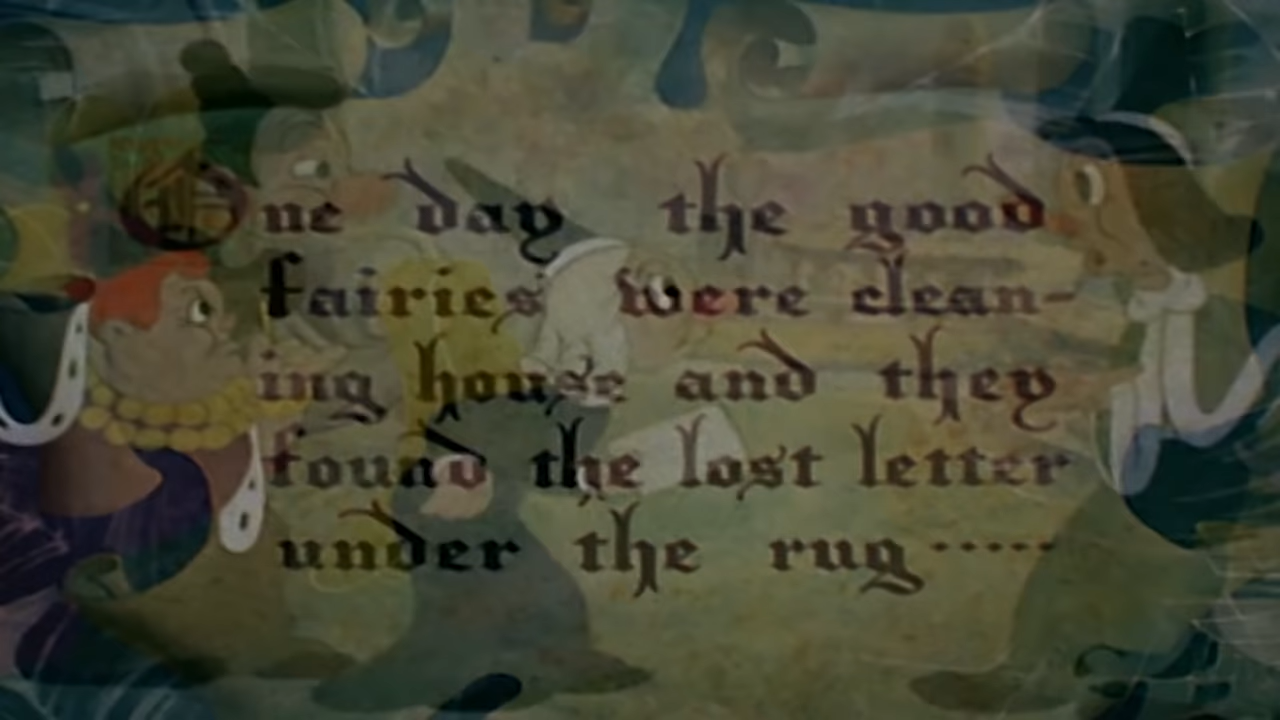 One day the good
fairies were clean-
ing house and they
found the lost letter
under the rug·····